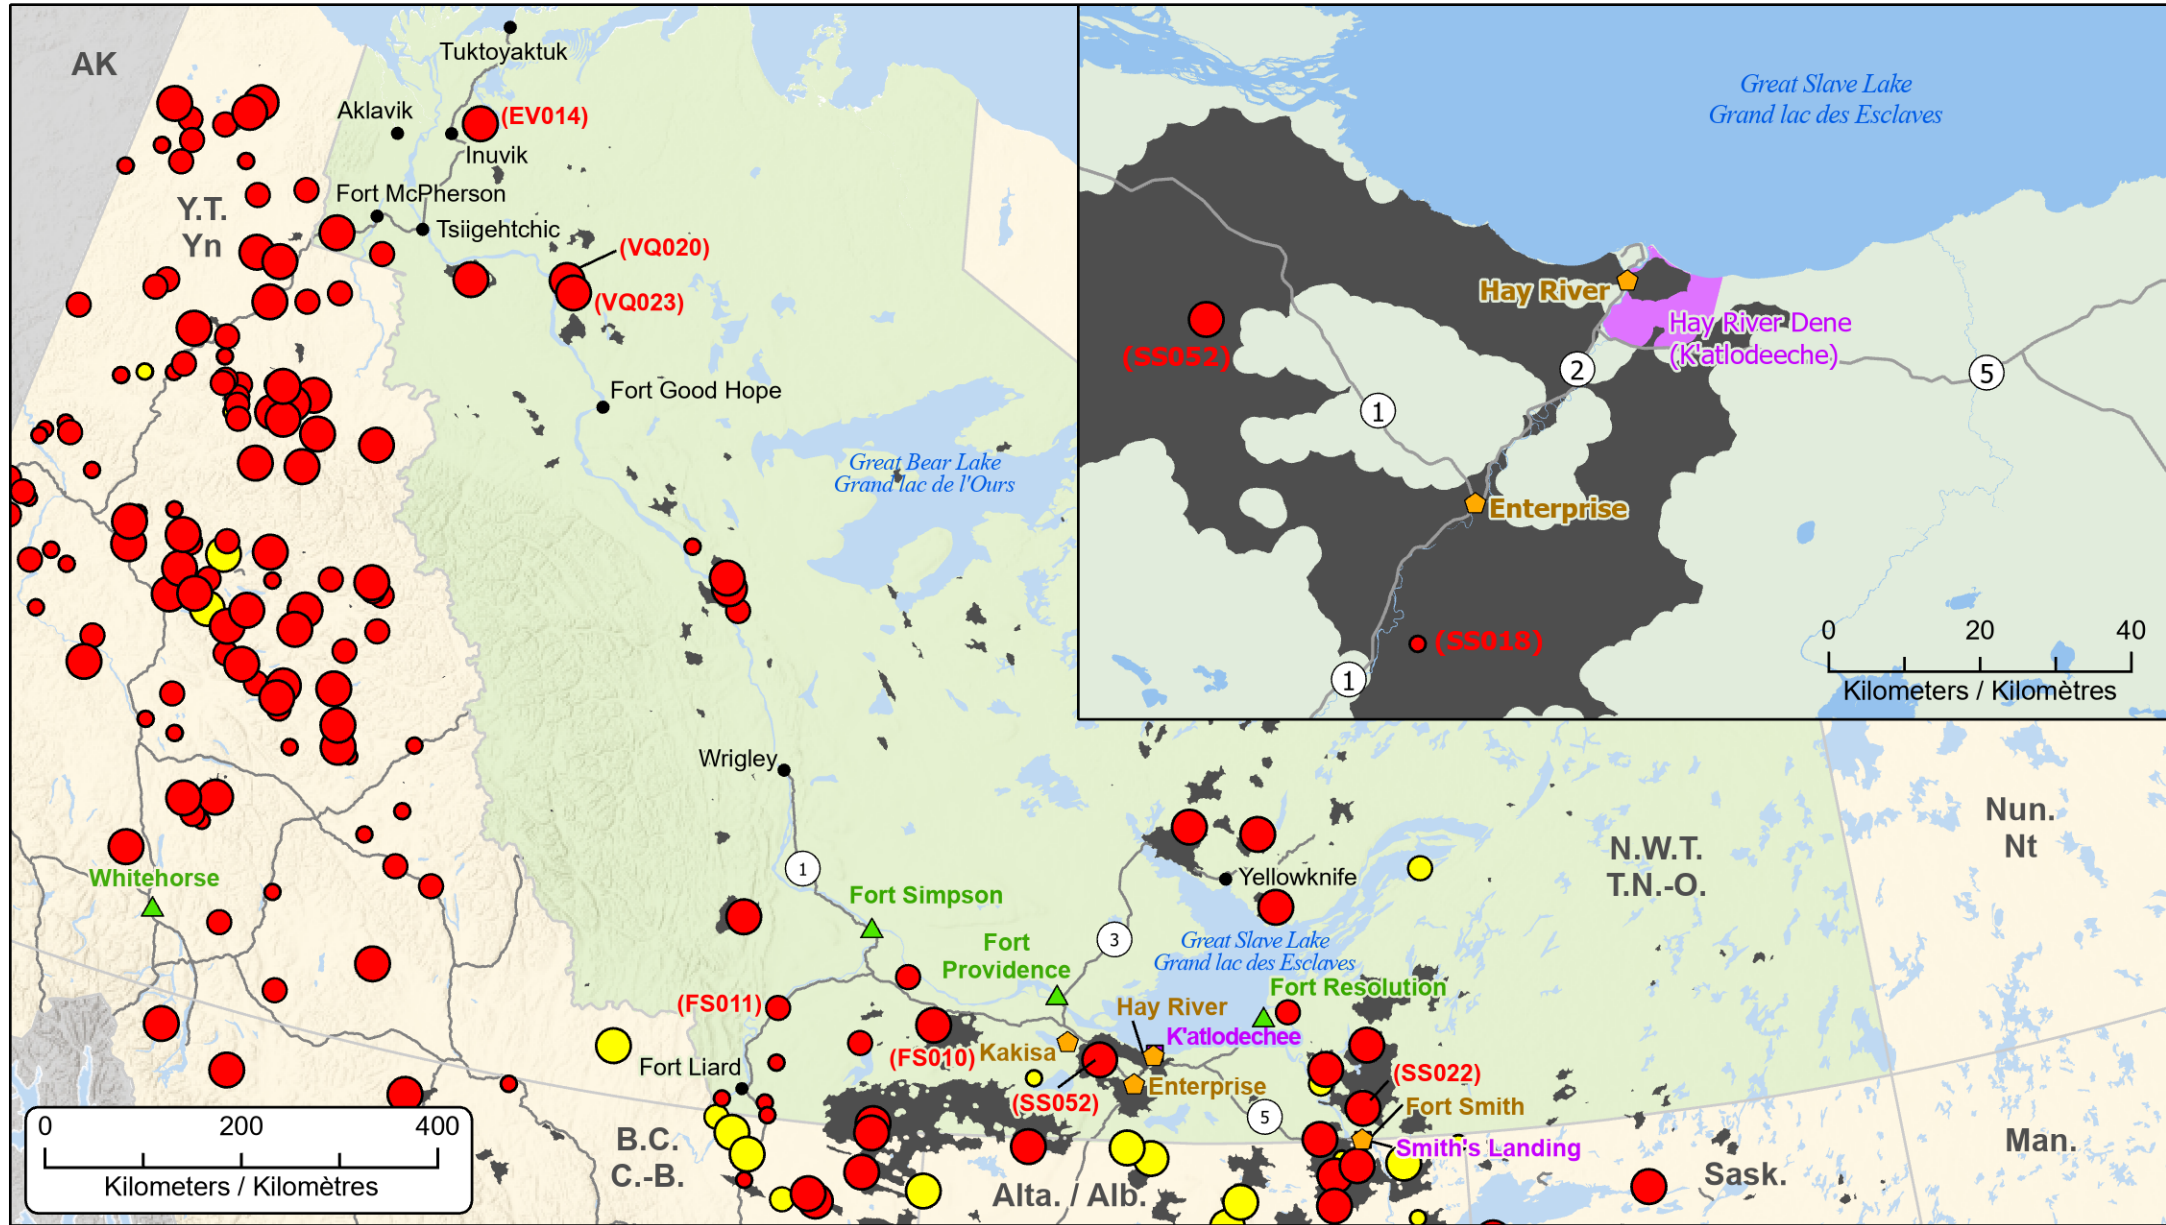 AK
Tuktoyaktuk
Aklavik
(EV014)
Inuvik
Y.T.
Yn
Fort McPherson
Tsiigehtchic
(VQ020)
(VQ023)
Fort Good Hope
Great Bear Lake
Grand lac de l'Ours
Wrigley
1
Whitehorse
Fort Simpson
Fort
Providence
3
Yellowknife
Great Slave Lake
Grand lac des Esclaves
Fort Resolution
Hay River
K'atlodechee
(FS011)
(FS010)
Kakisa
Enterprise
(SS052)
Fort Liard
5
(SS022)
Fort Smith
Smith's Landing
N.W.T.
T.N.-O.
Nun.
Nt
B.C.
C.-B.
Alta. / Alb.
Sask.
Man.
0 200 400
Kilometers / Kilomètres
Great Slave Lake
Grand lac des Esclaves
Hay River
Hay River Dene
(K'atlodeeche)
(SS052)
2
1
5
Enterprise
(SS018)
1
0 20 40
Kilometers / Kilomètres